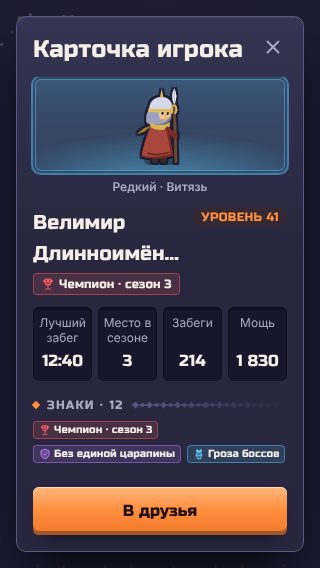 Карточка игрока
Редкий · Витязь
Велимир
Длинноимён...
УРОВЕНЬ 41
Чемпион · сезон 3
Лучший забег
12:40
Место в сезоне
3
Забеги
214
Мощь
1 830
ЗНАКИ · 12
Чемпион · сезон 3
Без единой царапины
Гроза боссов
В друзья